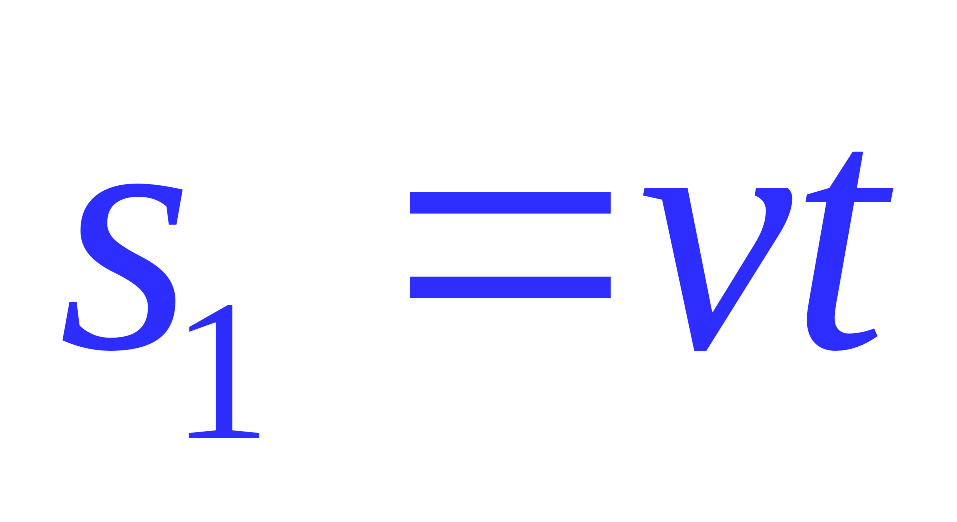 s₁ = vt